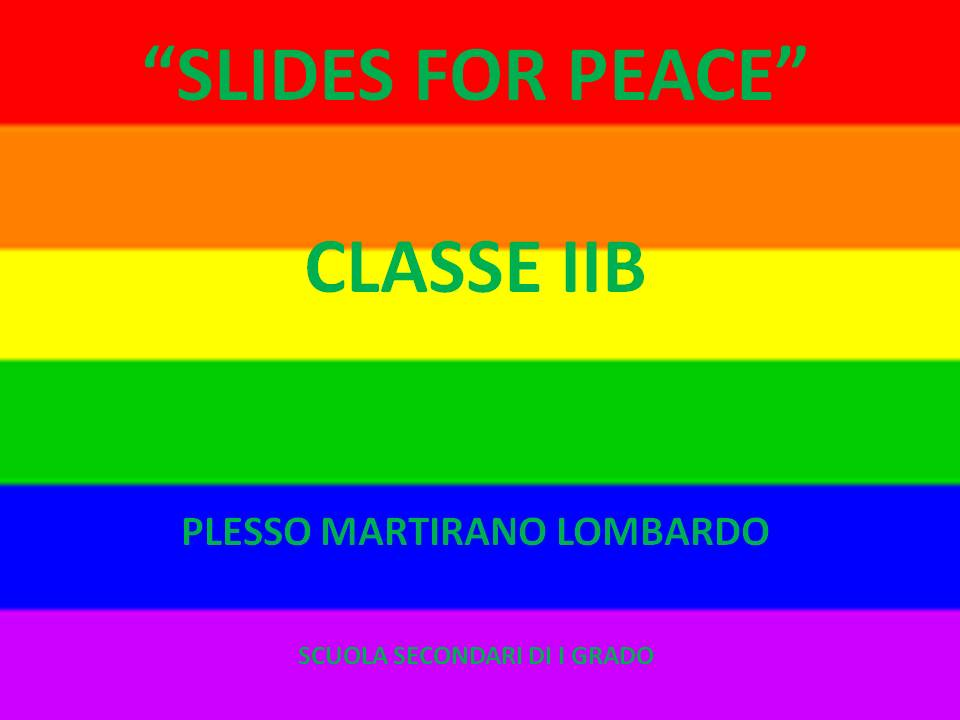 “SLIDES FOR PEACE”
CLASSE IIB
PLESSO MARTIRANO LOMBARDO
SCUOLA SECONDARI DI I GRADO